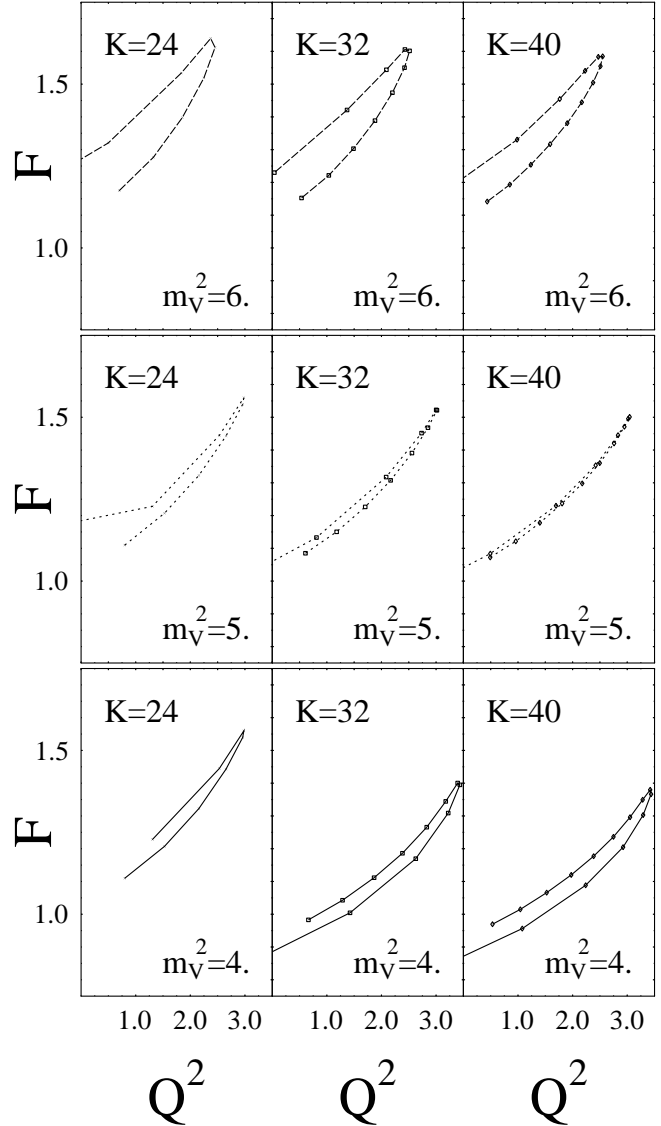 K=24 K=32 K=40
1.5
F
1.0
m_V^2=6. m_V^2=6. m_V^2=6.
K=24 K=32 K=40
1.5
F
1.0
m_V^2=5. m_V^2=5. m_V^2=5.
K=24 K=32 K=40
1.5
F
1.0
m_V^2=4. m_V^2=4. m_V^2=4.
1.0 2.0 3.0 1.0 2.0 3.0 1.0 2.0 3.0
Q^2 Q^2 Q^2